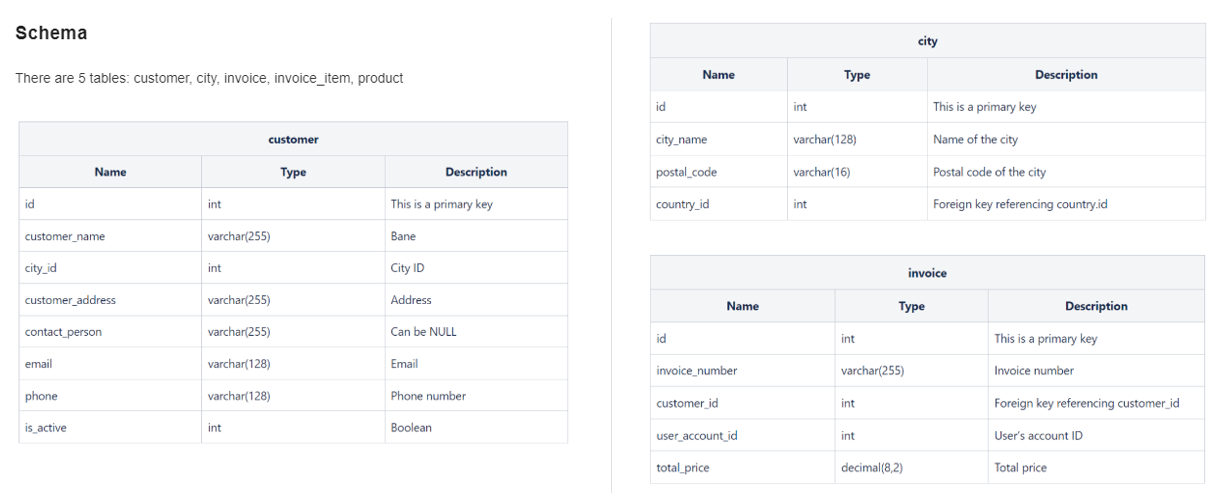 Schema
There are 5 tables: customer, city, invoice, invoice_item, product
customer
Name Type Description
id int This is a primary key
customer_name varchar(255) Bane
city_id int City ID
customer_address varchar(255) Address
contact_person varchar(255) Can be NULL
email varchar(128) Email
phone varchar(128) Phone number
is_active int Boolean
city
Name Type Description
id int This is a primary key
city_name varchar(128) Name of the city
postal_code varchar(16) Postal code of the city
country_id int Foreign key referencing country.id
invoice
Name Type Description
id int This is a primary key
invoice_number varchar(255) Invoice number
customer_id int Foreign key referencing customer_id
user_account_id int User's account ID
total_price decimal(8,2) Total price